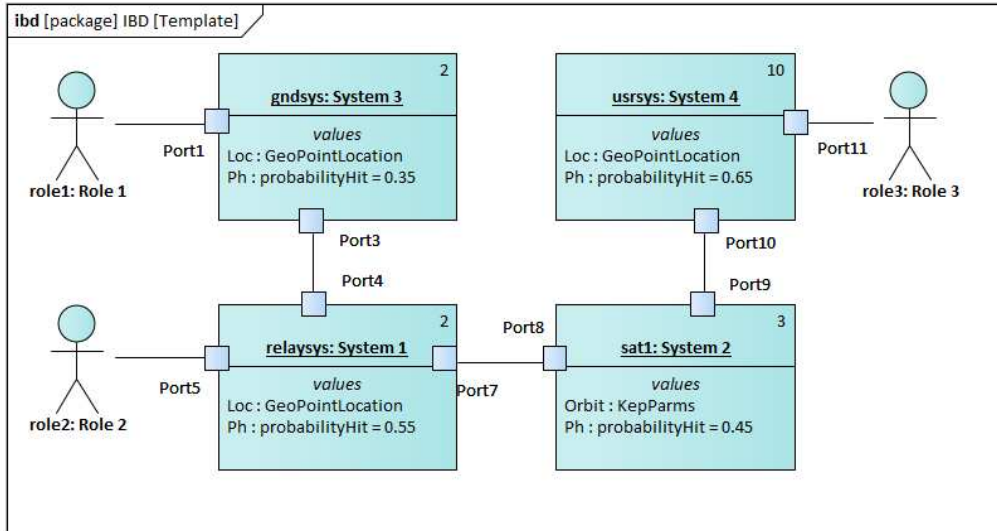 ibd [package] IBD [Template]
2
gndsys: System 3
values
Loc : GeoPointLocation
Ph : probabilityHit = 0.35
10
usrsys: System 4
values
Loc : GeoPointLocation
Ph : probabilityHit = 0.65
Port1
Port11
role1: Role 1
role3: Role 3
Port3
Port10
Port4
Port9
2
relaysys: System 1
values
Loc : GeoPointLocation
Ph : probabilityHit = 0.55
Port8
3
sat1: System 2
values
Orbit : KepParms
Ph : probabilityHit = 0.45
Port5
Port7
role2: Role 2